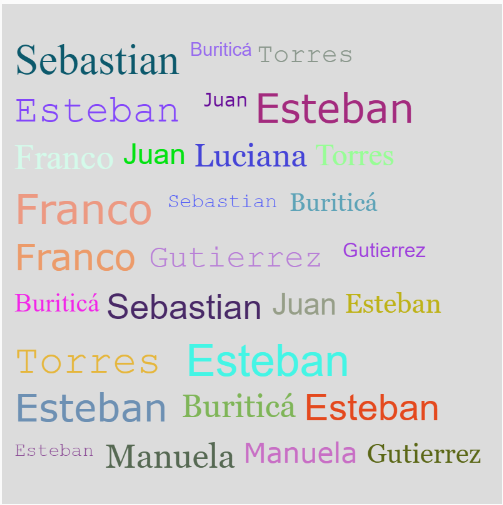 Sebastian Buriticá Torres
Esteban Juan Esteban
Franco Juan Luciana Torres
Franco Sebastian Buriticá
Franco Gutierrez Gutierrez
Buriticá Sebastian Juan Esteban
Torres Esteban
Esteban Buriticá Esteban
Esteban Manuela Manuela Gutierrez